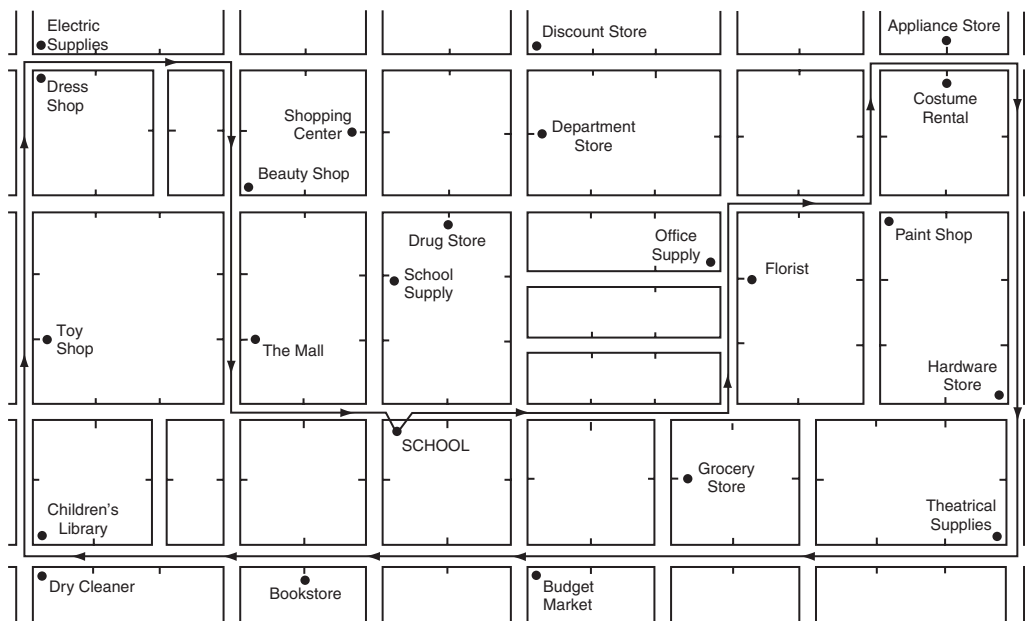 Electric
Supplies
Discount Store
Appliance Store
Dress
Shop
Shopping
Center
Department
Store
Costume
Rental
Beauty Shop
Drug Store
Office
Supply
Paint Shop
School
Supply
Florist
Toy
Shop
The Mall
Hardware
Store
SCHOOL
Grocery
Store
Children's
Library
Theatrical
Supplies
Dry Cleaner
Bookstore
Budget
Market